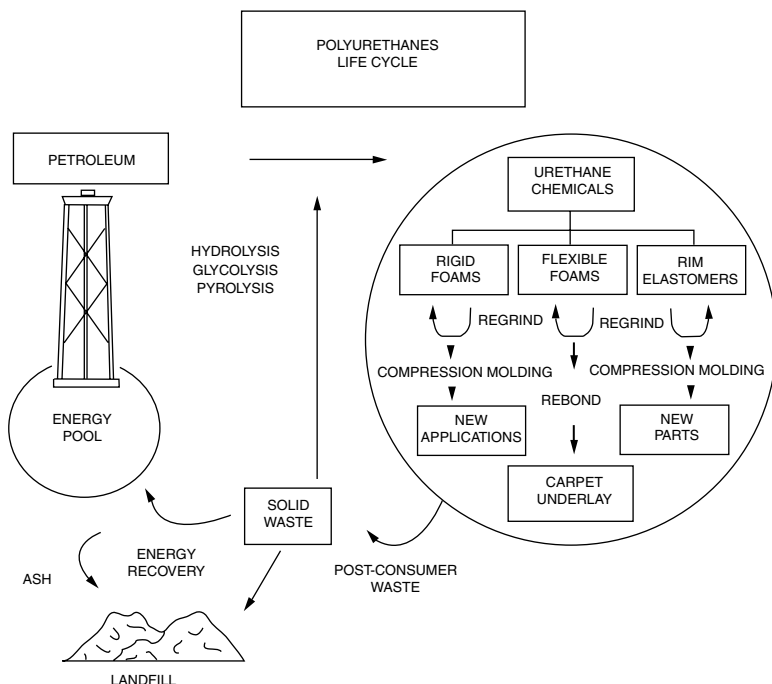 POLYURETHANES
LIFE CYCLE
PETROLEUM
HYDROLYSIS
GLYCOLYSIS
PYROLYSIS
URETHANE
CHEMICALS
RIGID
FOAMS
FLEXIBLE
FOAMS
RIM
ELASTOMERS
REGRIND
REGRIND
COMPRESSION MOLDING
COMPRESSION MOLDING
REBOND
NEW
APPLICATIONS
NEW
PARTS
CARPET
UNDERLAY
ENERGY
POOL
SOLID
WASTE
ENERGY
RECOVERY
POST-CONSUMER
WASTE
ASH
LANDFILL